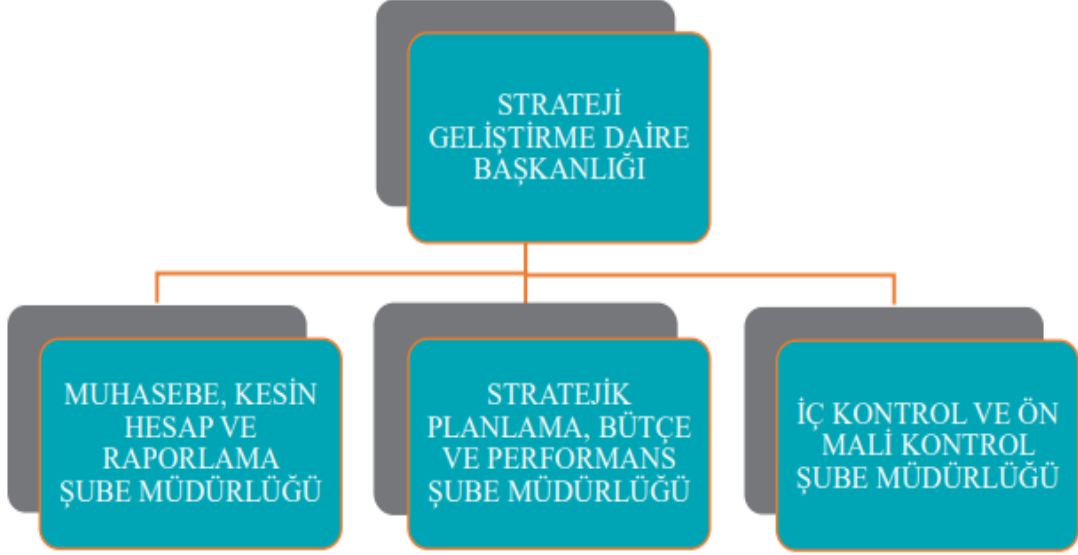 STRATEJİ
GELİŞTİRME DAİRE
BAŞKANLIĞI
MUHASEBE, KESİN
HESAP VE
RAPORLAMA
ŞUBE MÜDÜRLÜĞÜ
STRATEJİK
PLANLAMA, BÜTÇE
VE PERFORMANS
ŞUBE MÜDÜRLÜĞÜ
İÇ KONTROL VE ÖN
MALİ KONTROL
ŞUBE MÜDÜRLÜĞÜ